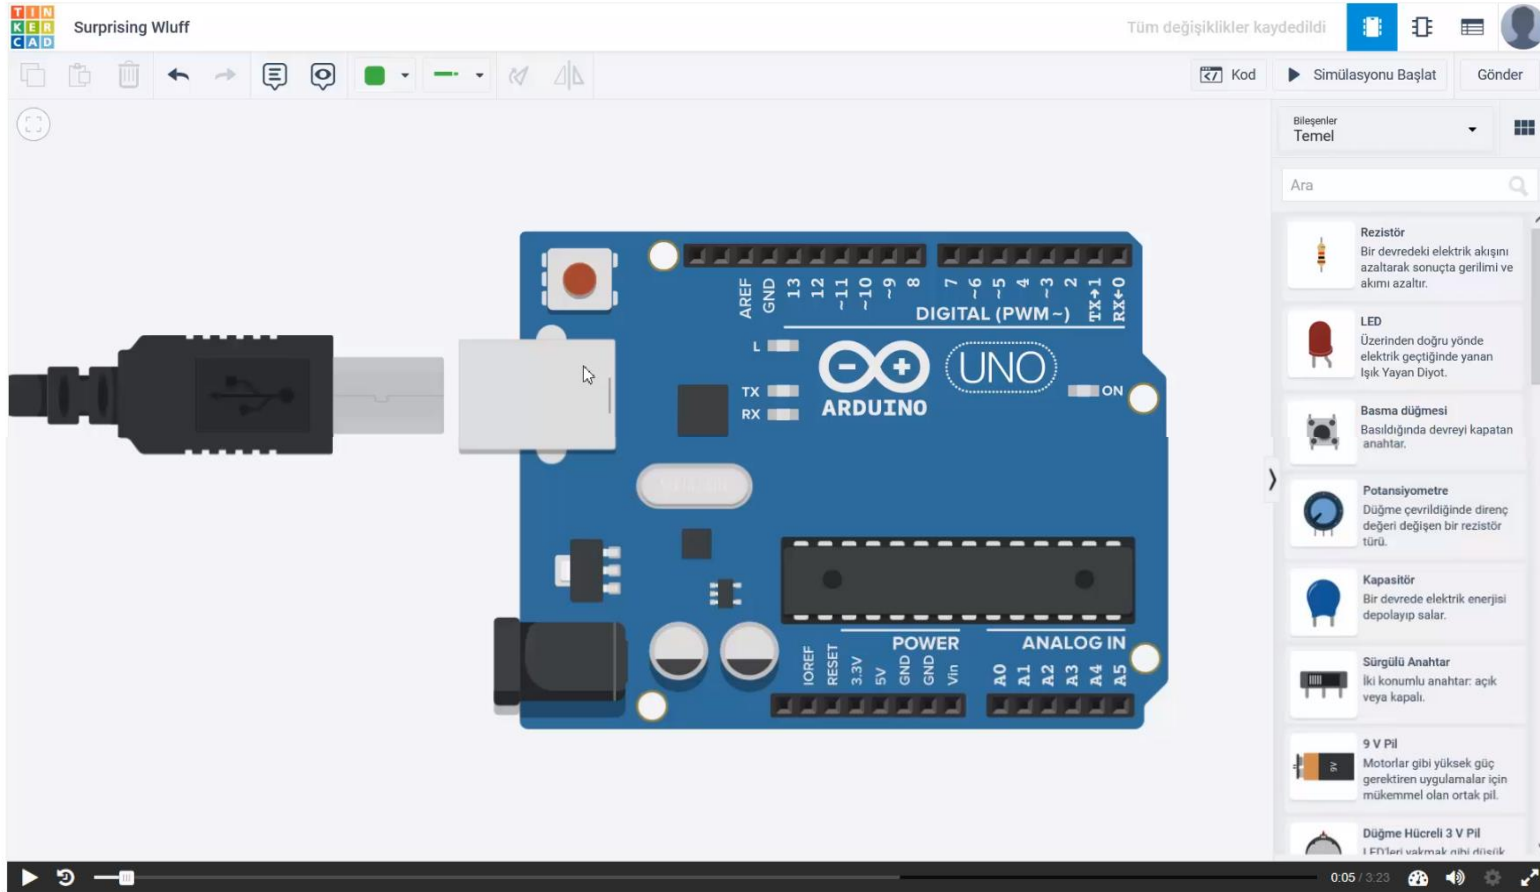 TIN
KER
CAD
Surprising Wluff
Tüm değişiklikler kaydedildi
Kod
Simülasyonu Başlat
Gönder
Bileşenler
Temel
Ara
Rezistör
Bir devredeki elektrik akışını
azaltarak sonuçta gerilimi ve
akımı azaltır.
LED
Üzerinden doğru yönde
elektrik geçtiğinde yanan
Işık Yayan Diyot.
Basma düğmesi
Basıldığında devreyi kapatan
anahtar.
Potansiyometre
Düğme çevrildiğinde direnç
değeri değişen bir rezistör
türü.
Kapasitör
Bir devrede elektrik enerjisi
depolayıp salar.
Sürgülü Anahtar
İki konumlu anahtar: açık
veya kapalı.
9V
9 V Pil
Motorlar gibi yüksek güç
gerektiren uygulamalar için
mükemmel olan ortak pil.
Düğme Hücreli 3 V Pil
LED'leri yakmak gibi düşük
AREF
GND
13
12
~11
~10
~9
8
7
~6
~5
4
~3
2
TX→1
RX←0
DIGITAL (PWM~)
L
TX
RX
ARDUINO
UNO
ON
POWER
ANALOG IN
IOREF
RESET
3.3V
5V
GND
GND
Vin
A0
A1
A2
A3
A4
A5
0:05 / 3:23